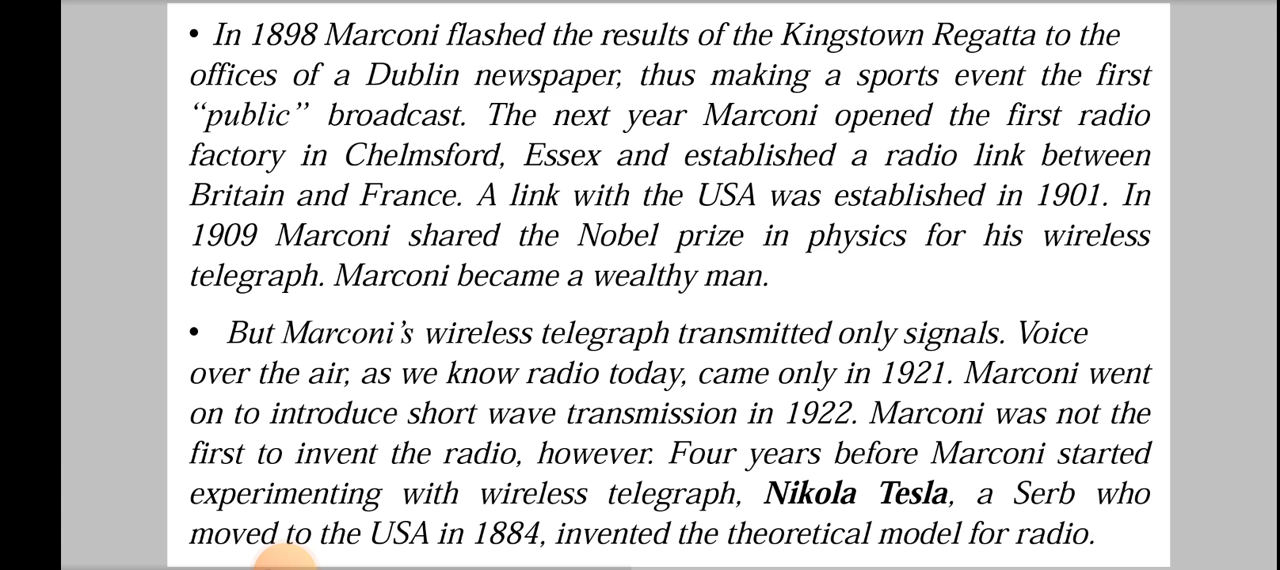 • In 1898 Marconi flashed the results of the Kingstown Regatta to the
offices of a Dublin newspaper, thus making a sports event the first
“public” broadcast. The next year Marconi opened the first radio
factory in Chelmsford, Essex and established a radio link between
Britain and France. A link with the USA was established in 1901. In
1909 Marconi shared the Nobel prize in physics for his wireless
telegraph. Marconi became a wealthy man.
• But Marconi’s wireless telegraph transmitted only signals. Voice
over the air, as we know radio today, came only in 1921. Marconi went
on to introduce short wave transmission in 1922. Marconi was not the
first to invent the radio, however. Four years before Marconi started
experimenting with wireless telegraph, Nikola Tesla, a Serb who
moved to the USA in 1884, invented the theoretical model for radio.